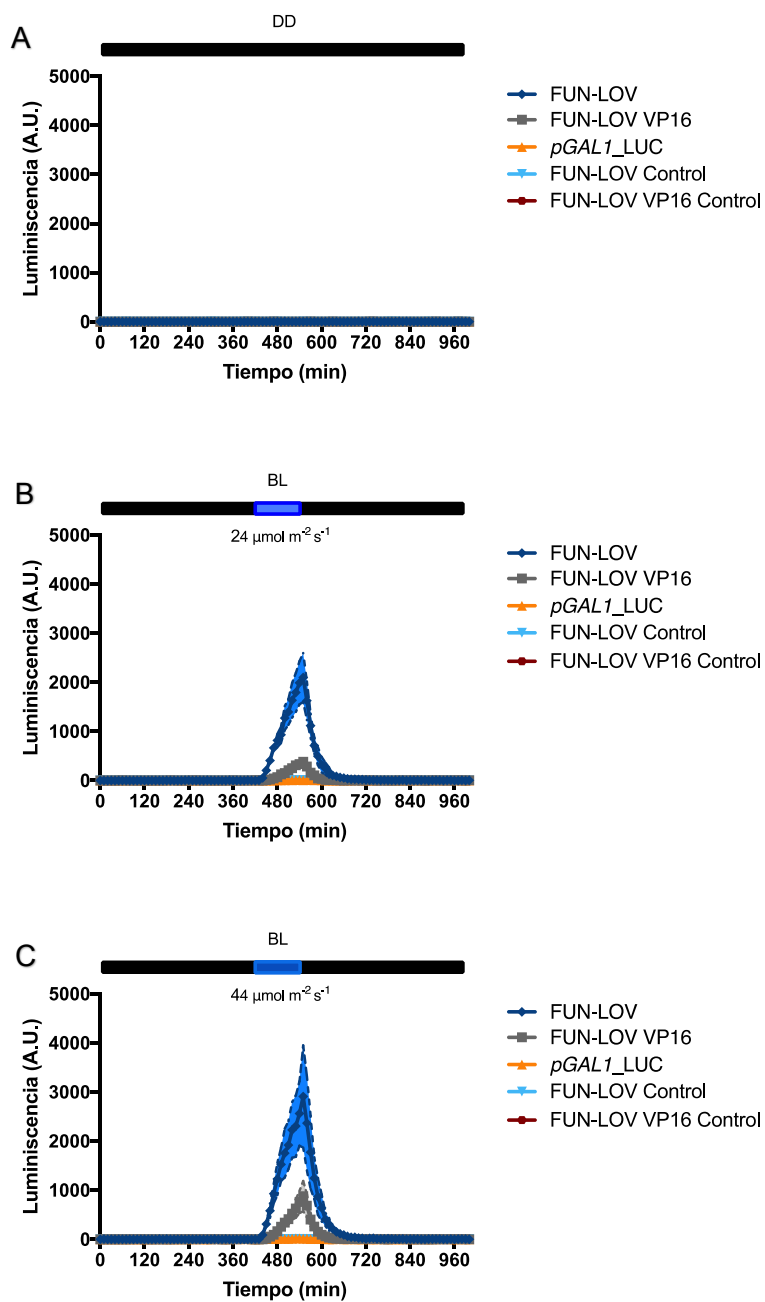 A
DD
5000
4000
3000
2000
1000
0
Luminiscencia (A.U.)
0 120 240 360 480 600 720 840 960
Tiempo (min)
FUN-LOV
FUN-LOV VP16
pGAL1_LUC
FUN-LOV Control
FUN-LOV VP16 Control
B
BL
24 µmol m⁻² s⁻¹
5000
4000
3000
2000
1000
0
Luminiscencia (A.U.)
0 120 240 360 480 600 720 840 960
Tiempo (min)
FUN-LOV
FUN-LOV VP16
pGAL1_LUC
FUN-LOV Control
FUN-LOV VP16 Control
C
BL
44 µmol m⁻² s⁻¹
5000
4000
3000
2000
1000
0
Luminiscencia (A.U.)
0 120 240 360 480 600 720 840 960
Tiempo (min)
FUN-LOV
FUN-LOV VP16
pGAL1_LUC
FUN-LOV Control
FUN-LOV VP16 Control